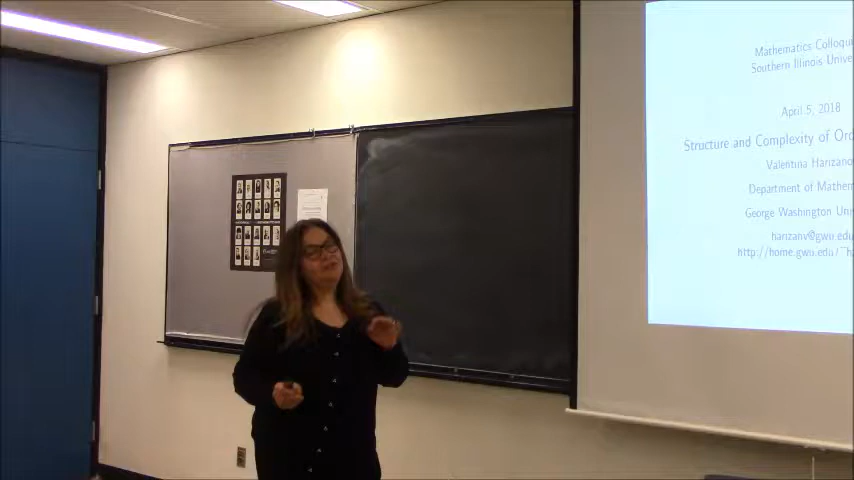 Mathematics Colloqu
Southern Illinois Unive
April 5, 2018
Structure and Complexity of Ord
Valentina Harizano
Department of Mathem
George Washington Uni
harizanv@gwu.edu
http://home.gwu.edu/~h